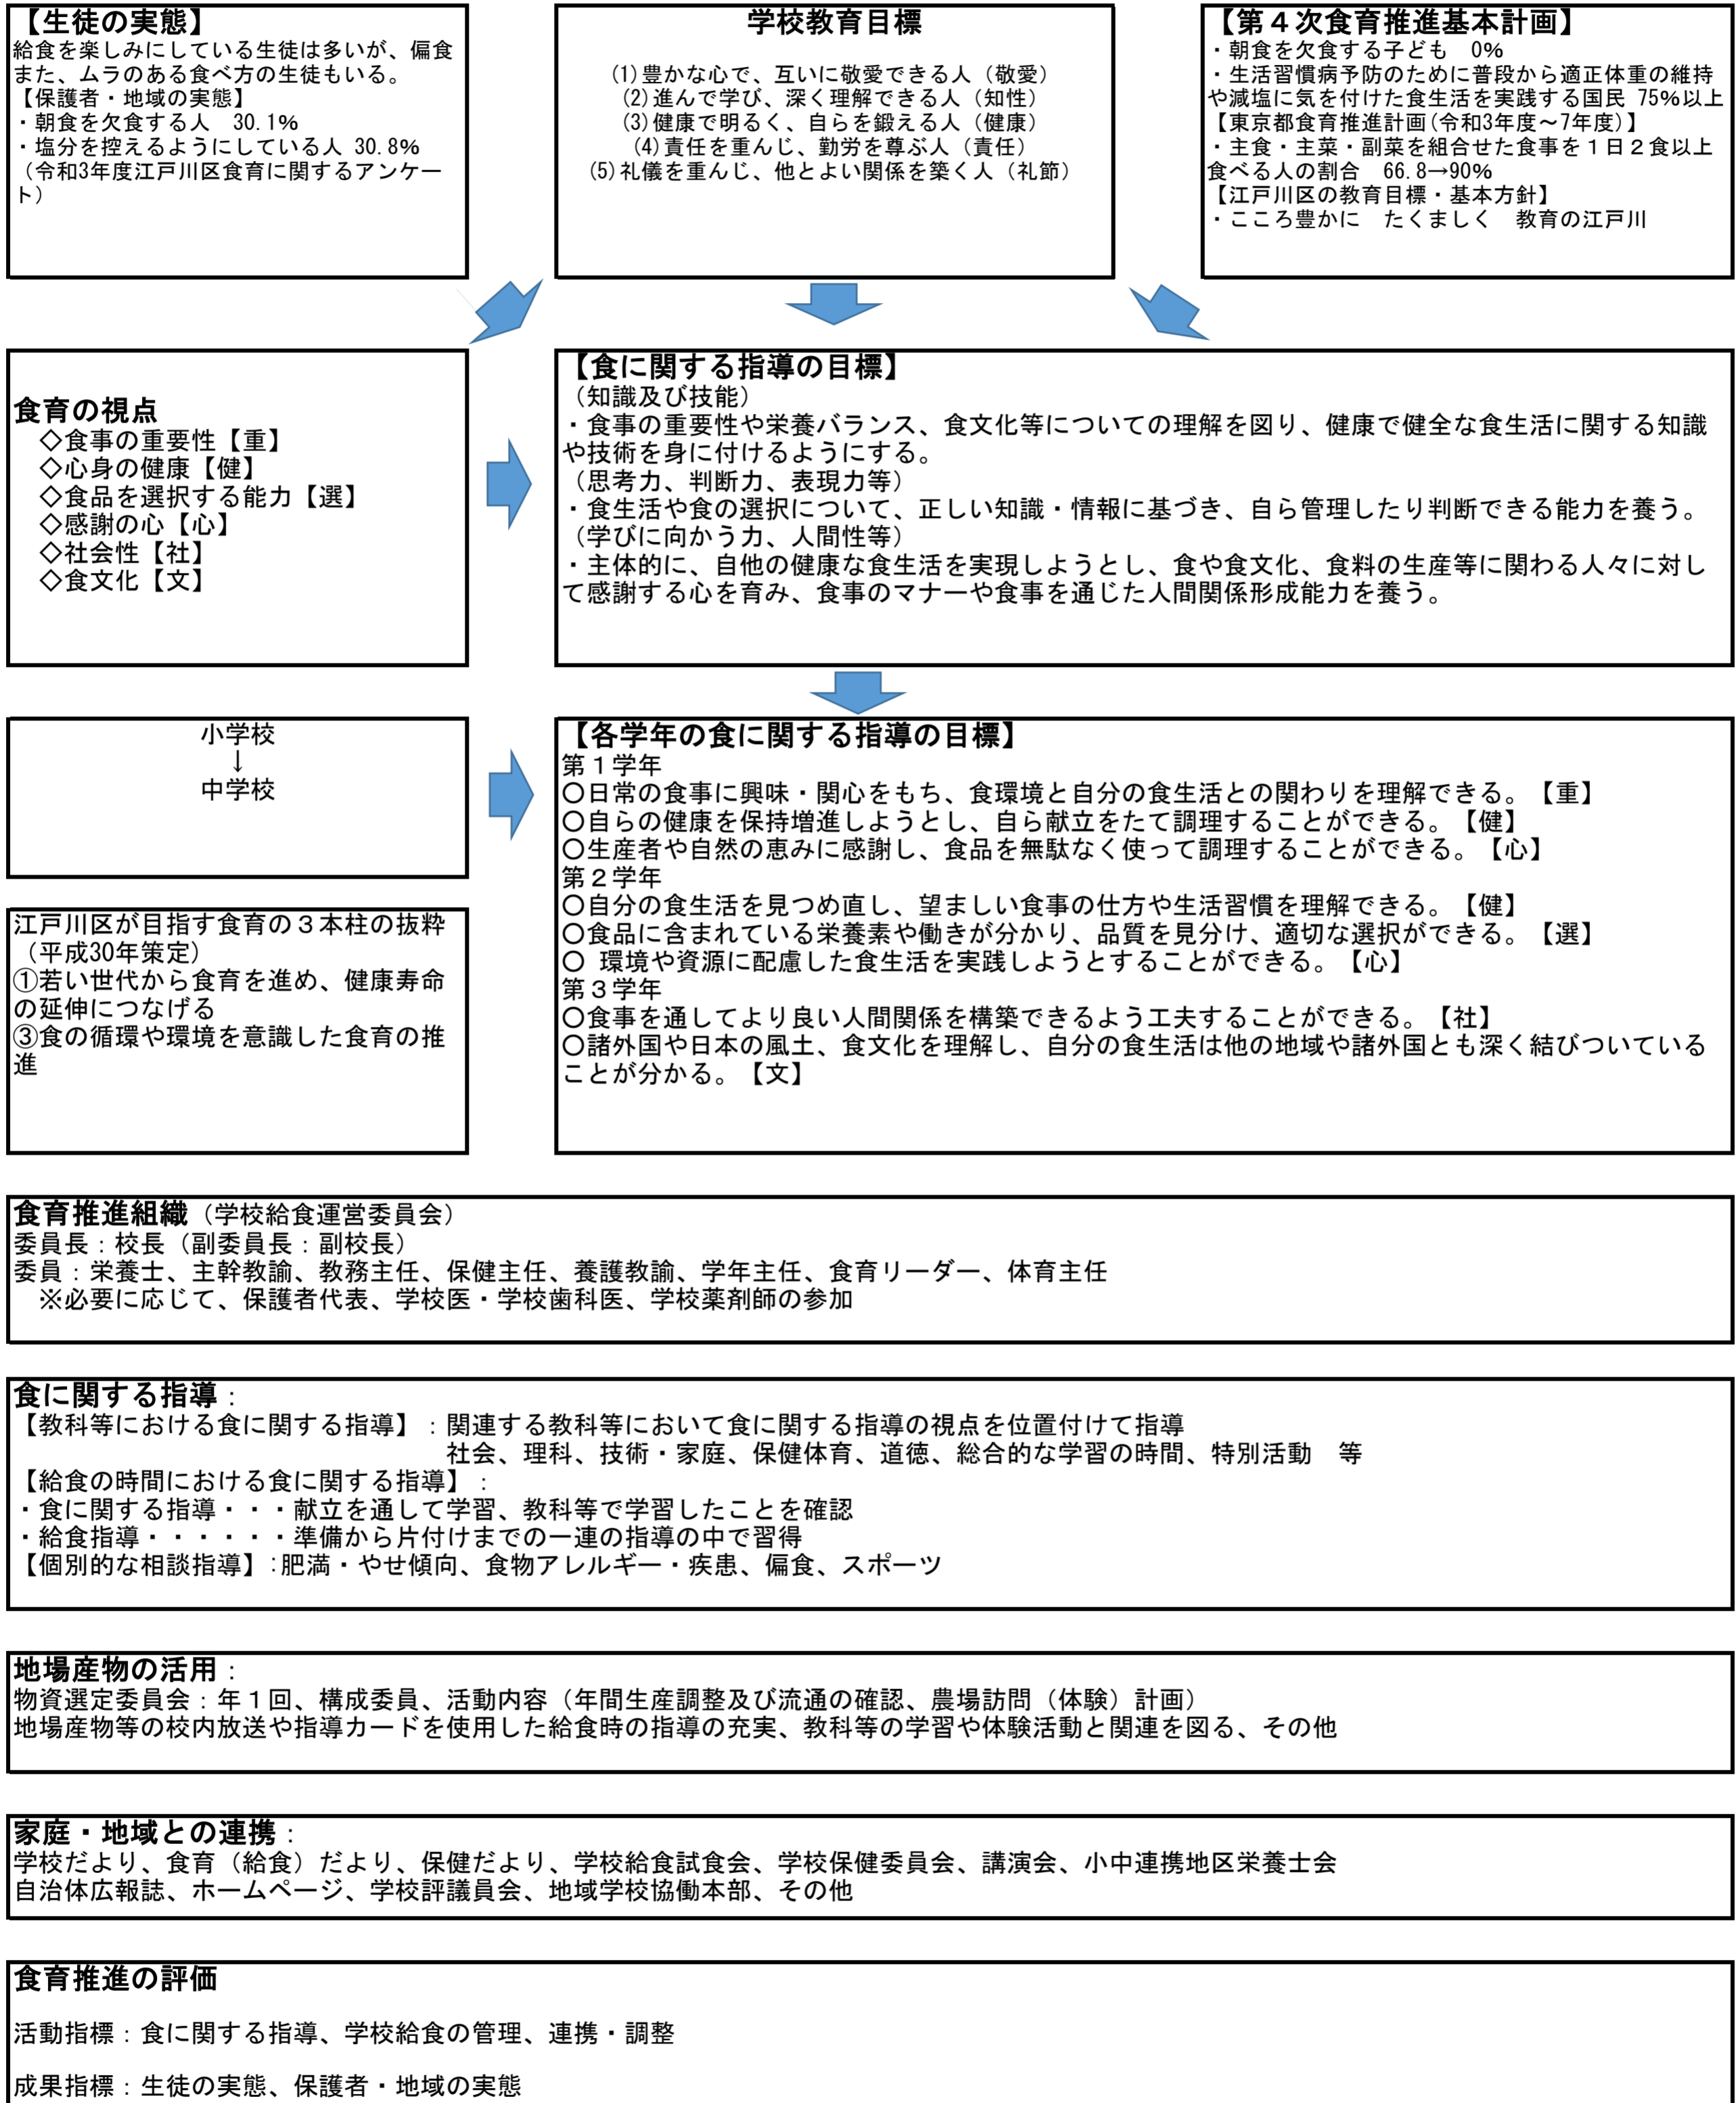 【生徒の実態】
給食を楽しみにしている生徒は多いが、偏食
また、ムラのある食べ方の生徒もいる。
【保護者・地域の実態】
・朝食を欠食する人　30.1%
・塩分を控えるようにしている人 30.8%
（令和3年度江戸川区食育に関するアンケー
ト）
学校教育目標
(1)豊かな心で、互いに敬愛できる人（敬愛）
(2)進んで学び、深く理解できる人（知性）
(3)健康で明るく、自らを鍛える人（健康）
(4)責任を重んじ、勤労を尊ぶ人（責任）
(5)礼儀を重んじ、他とよい関係を築く人（礼節）
【第４次食育推進基本計画】
・朝食を欠食する子ども　0%
・生活習慣病予防のために普段から適正体重の維持
や減塩に気を付けた食生活を実践する国民 75%以上
【東京都食育推進計画(令和3年度～7年度)】
・主食・主菜・副菜を組合せた食事を１日２食以上
食べる人の割合　66.8→90%
【江戸川区の教育目標・基本方針】
・こころ豊かに　たくましく　教育の江戸川
食育の視点
◇食事の重要性【重】
◇心身の健康【健】
◇食品を選択する能力【選】
◇感謝の心【心】
◇社会性【社】
◇食文化【文】
【食に関する指導の目標】
（知識及び技能）
・食事の重要性や栄養バランス、食文化等についての理解を図り、健康で健全な食生活に関する知識
や技術を身に付けるようにする。
（思考力、判断力、表現力等）
・食生活や食の選択について、正しい知識・情報に基づき、自ら管理したり判断できる能力を養う。
（学びに向かう力、人間性等）
・主体的に、自他の健康な食生活を実現しようとし、食や食文化、食料の生産等に関わる人々に対し
て感謝する心を育み、食事のマナーや食事を通じた人間関係形成能力を養う。
小学校
↓
中学校
江戸川区が目指す食育の３本柱の抜粋
（平成30年策定）
①若い世代から食育を進め、健康寿命
の延伸につなげる
③食の循環や環境を意識した食育の推
進
【各学年の食に関する指導の目標】
第１学年
〇日常の食事に興味・関心をもち、食環境と自分の食生活との関わりを理解できる。【重】
〇自らの健康を保持増進しようとし、自ら献立をたて調理することができる。【健】
〇生産者や自然の恵みに感謝し、食品を無駄なく使って調理することができる。【心】
第２学年
〇自分の食生活を見つめ直し、望ましい食事の仕方や生活習慣を理解できる。【健】
〇食品に含まれている栄養素や働きが分かり、品質を見分け、適切な選択ができる。【選】
〇 環境や資源に配慮した食生活を実践しようとすることができる。【心】
第３学年
〇食事を通してより良い人間関係を構築できるよう工夫することができる。【社】
〇諸外国や日本の風土、食文化を理解し、自分の食生活は他の地域や諸外国とも深く結びついている
ことが分かる。【文】
食育推進組織（学校給食運営委員会）
委員長：校長（副委員長：副校長）
委員：栄養士、主幹教諭、教務主任、保健主任、養護教諭、学年主任、食育リーダー、体育主任
※必要に応じて、保護者代表、学校医・学校歯科医、学校薬剤師の参加
食に関する指導：
【教科等における食に関する指導】：関連する教科等において食に関する指導の視点を位置付けて指導
社会、理科、技術・家庭、保健体育、道徳、総合的な学習の時間、特別活動　等
【給食の時間における食に関する指導】：
・食に関する指導・・・献立を通して学習、教科等で学習したことを確認
・給食指導・・・・・・準備から片付けまでの一連の指導の中で習得
【個別的な相談指導】:肥満・やせ傾向、食物アレルギー・疾患、偏食、スポーツ
地場産物の活用：
物資選定委員会：年１回、構成委員、活動内容（年間生産調整及び流通の確認、農場訪問（体験）計画）
地場産物等の校内放送や指導カードを使用した給食時の指導の充実、教科等の学習や体験活動と関連を図る、その他
家庭・地域との連携：
学校だより、食育（給食）だより、保健だより、学校給食試食会、学校保健委員会、講演会、小中連携地区栄養士会
自治体広報誌、ホームページ、学校評議員会、地域学校協働本部、その他
食育推進の評価
活動指標：食に関する指導、学校給食の管理、連携・調整
成果指標：生徒の実態、保護者・地域の実態